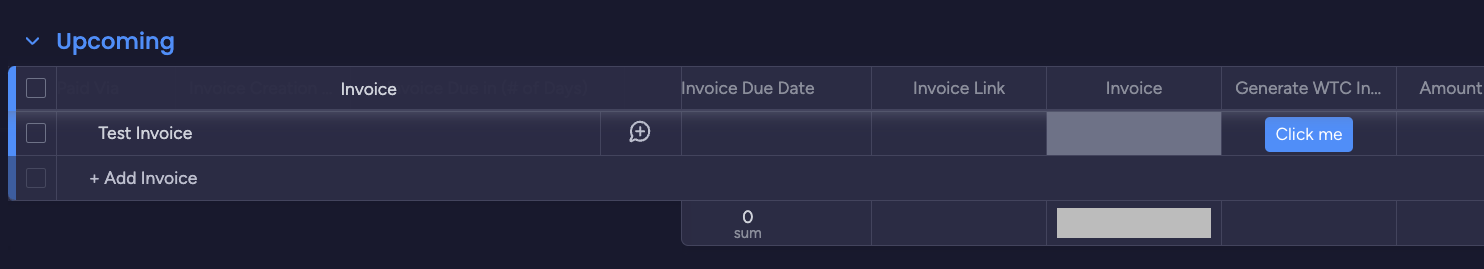 Upcoming
Invoice Invoice Due Date Invoice Link Invoice Generate WTC In... Amount
Test Invoice Click me
+ Add Invoice
0
sum